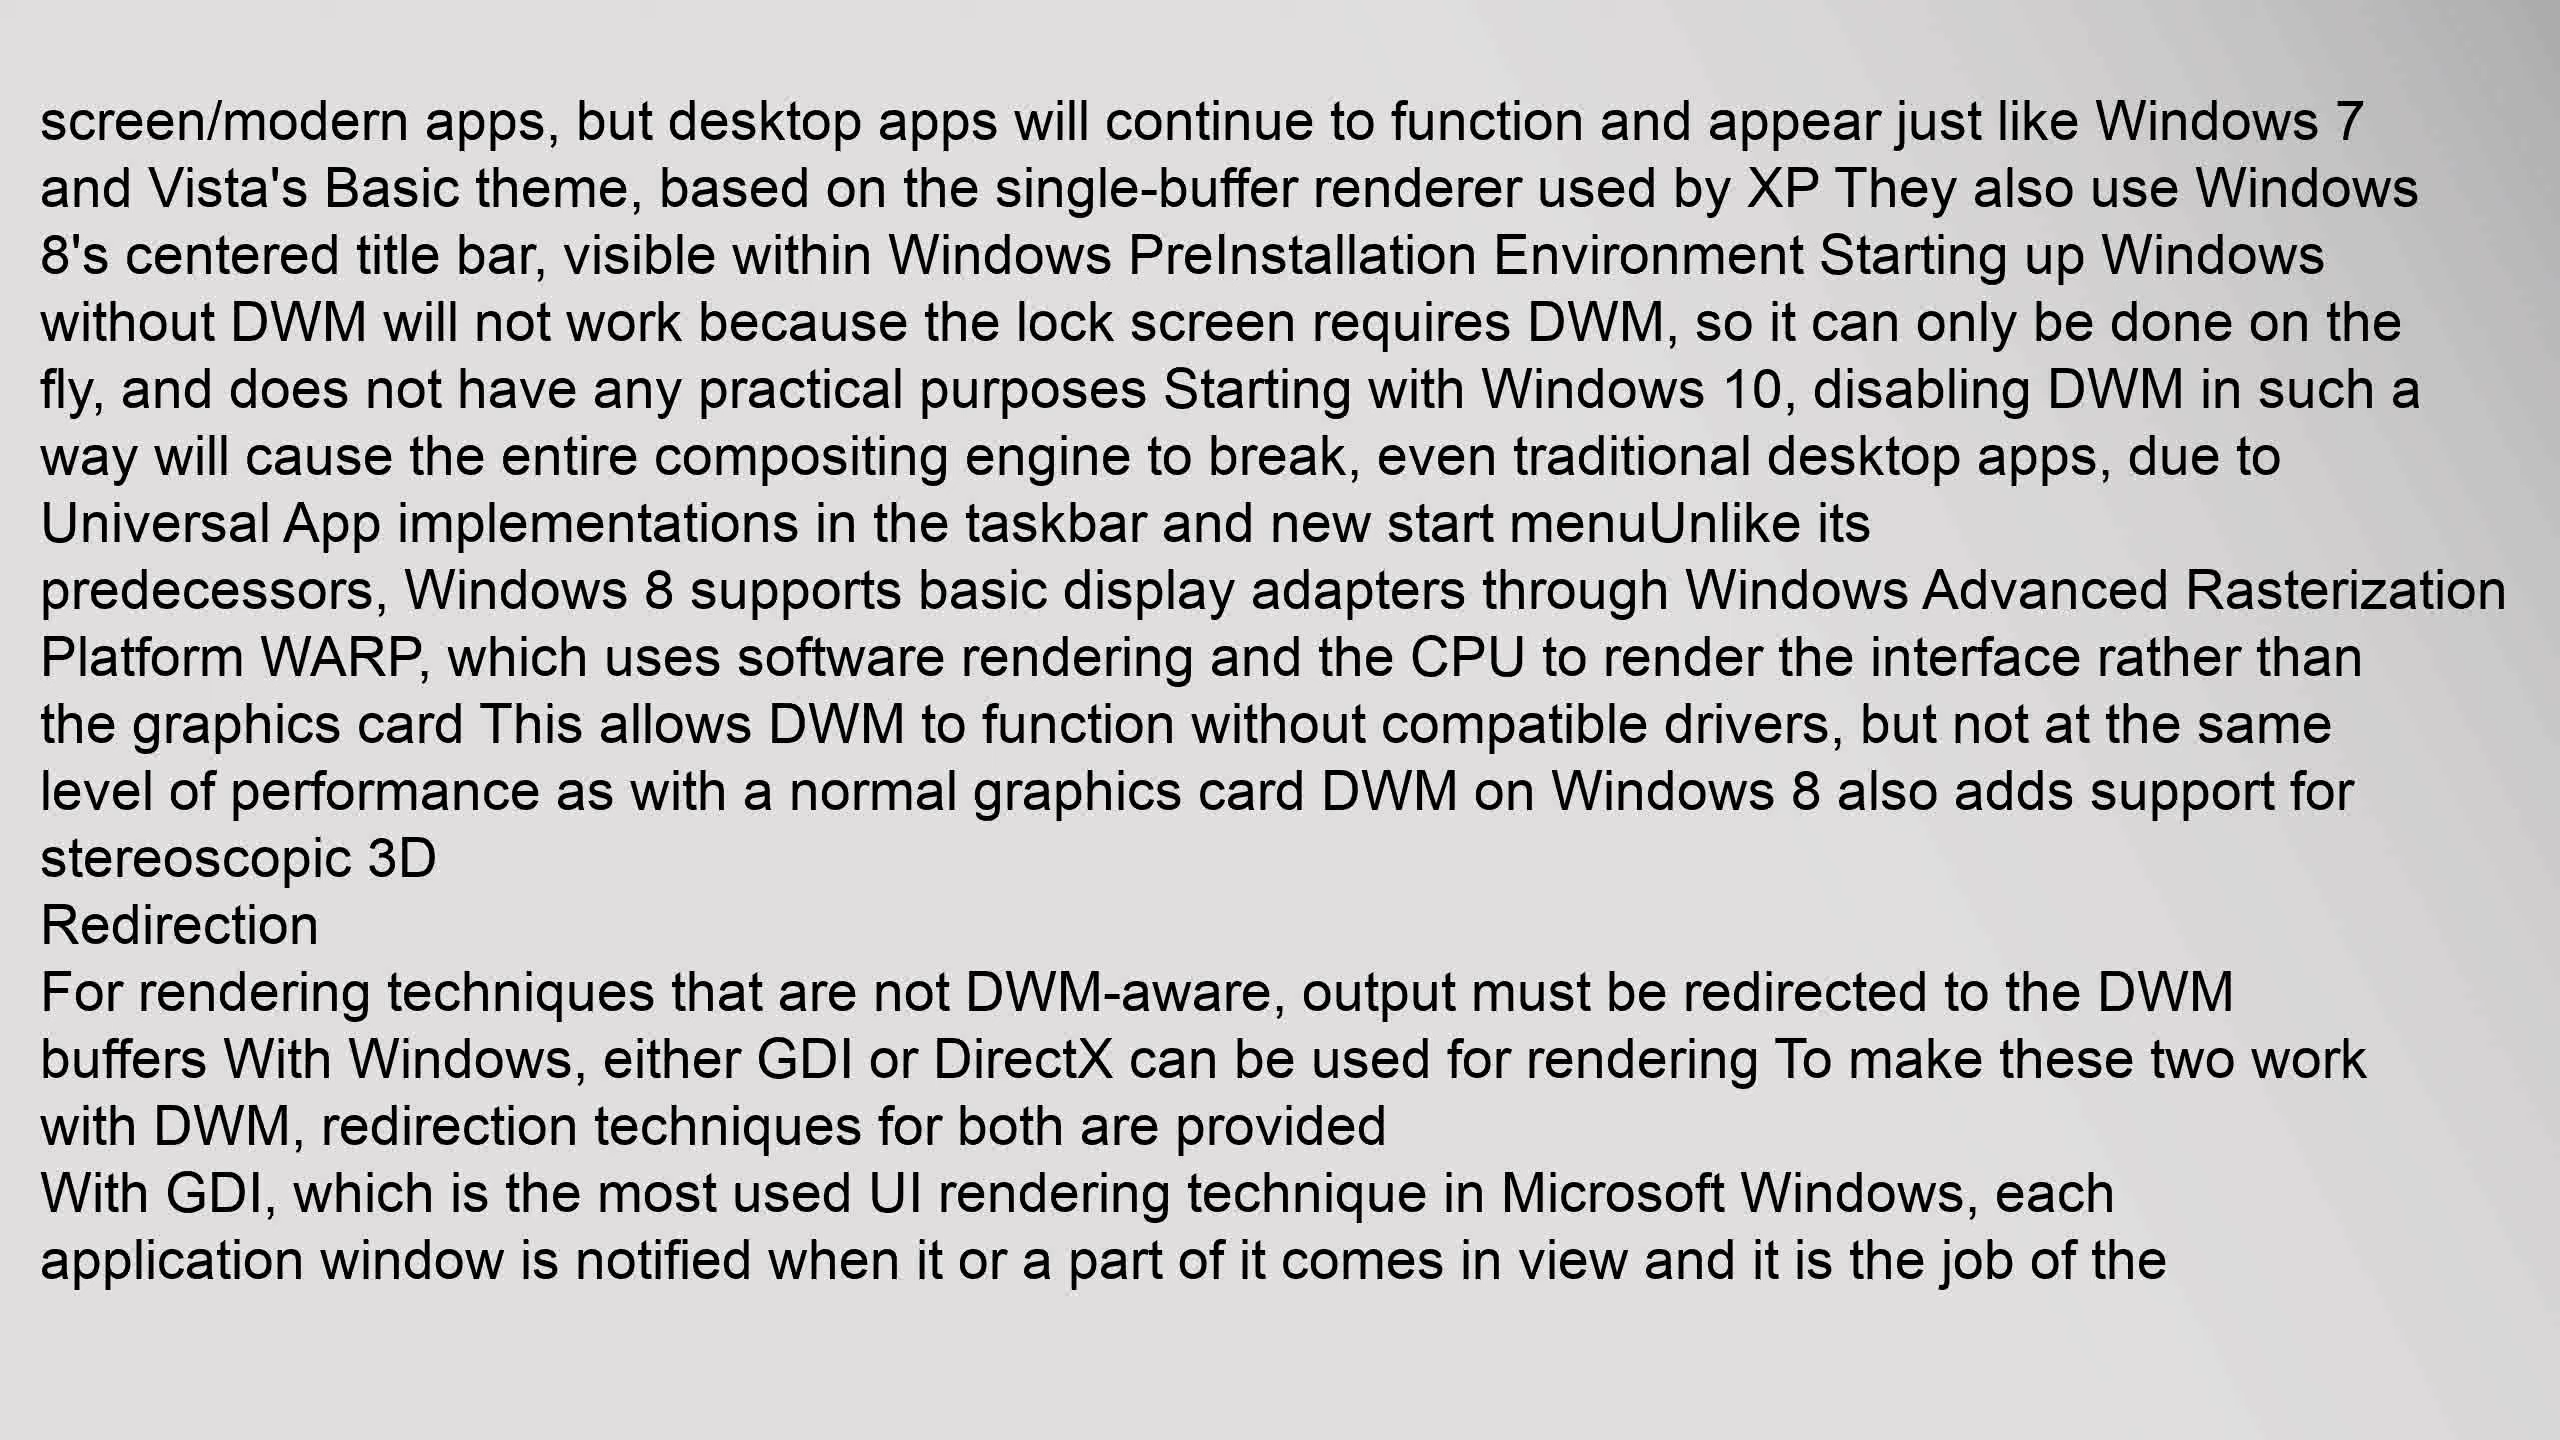 screen/modern apps, but desktop apps will continue to function and appear just like Windows 7
and Vista's Basic theme, based on the single-buffer renderer used by XP They also use Windows
8's centered title bar, visible within Windows PreInstallation Environment Starting up Windows
without DWM will not work because the lock screen requires DWM, so it can only be done on the
fly, and does not have any practical purposes Starting with Windows 10, disabling DWM in such a
way will cause the entire compositing engine to break, even traditional desktop apps, due to
Universal App implementations in the taskbar and new start menuUnlike its
predecessors, Windows 8 supports basic display adapters through Windows Advanced Rasterization
Platform WARP, which uses software rendering and the CPU to render the interface rather than
the graphics card This allows DWM to function without compatible drivers, but not at the same
level of performance as with a normal graphics card DWM on Windows 8 also adds support for
stereoscopic 3D
Redirection
For rendering techniques that are not DWM-aware, output must be redirected to the DWM
buffers With Windows, either GDI or DirectX can be used for rendering To make these two work
with DWM, redirection techniques for both are provided
With GDI, which is the most used UI rendering technique in Microsoft Windows, each
application window is notified when it or a part of it comes in view and it is the job of the